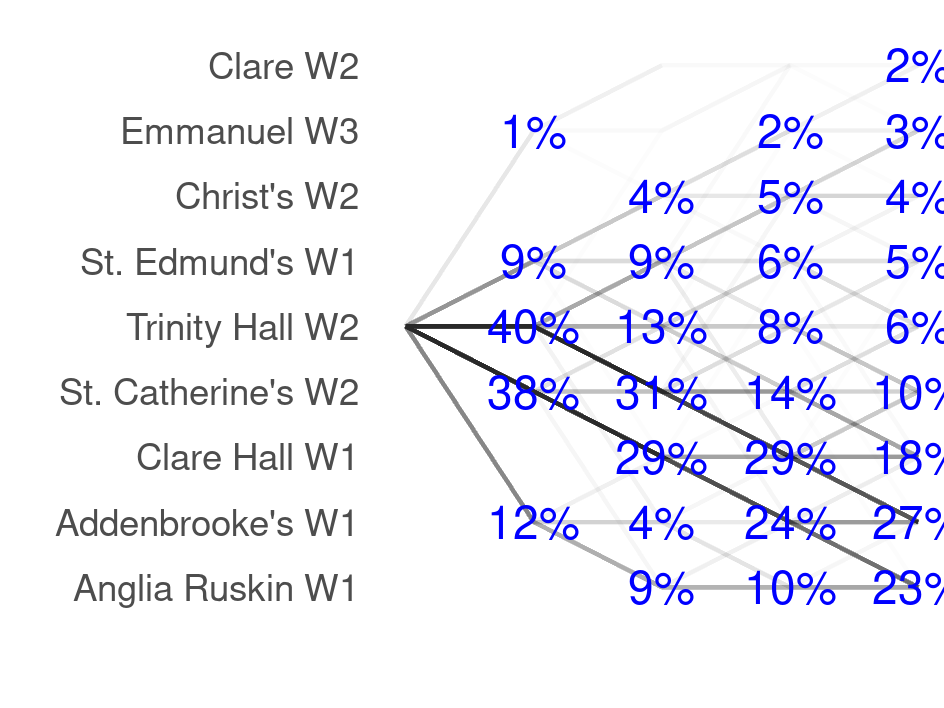 Clare W2 2%
Emmanuel W3 1% 2% 3%
Christ's W2 4% 5% 4%
St. Edmund's W1 9% 9% 6% 5%
Trinity Hall W2 40% 13% 8% 6%
St. Catherine's W2 38% 31% 14% 10%
Clare Hall W1 29% 29% 18%
Addenbrooke's W1 12% 4% 24% 27%
Anglia Ruskin W1 9% 10% 23%